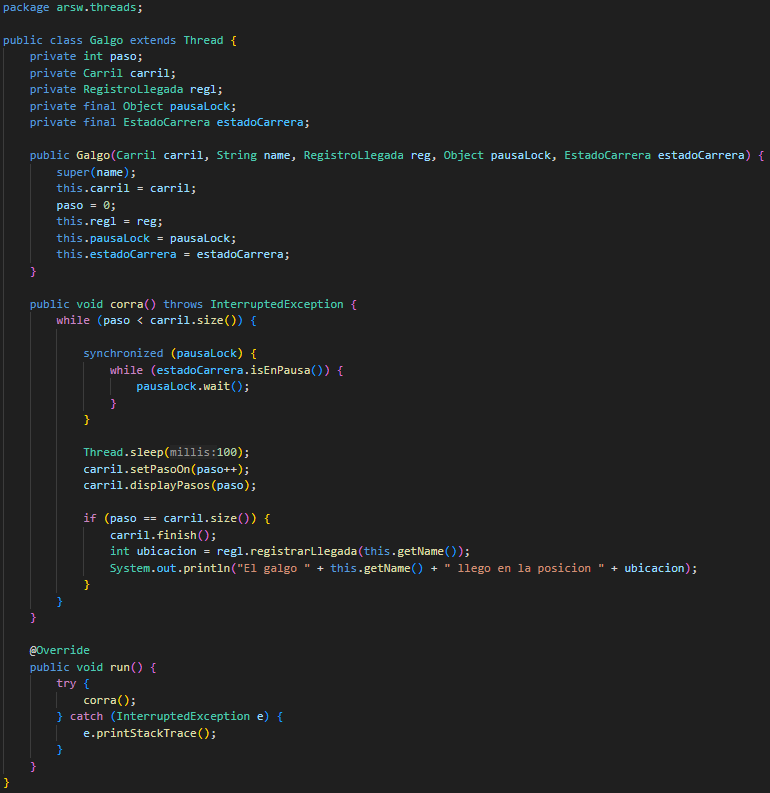 package arsw.threads;

public class Galgo extends Thread {
    private int paso;
    private Carril carril;
    private RegistroLlegada regl;
    private final Object pausaLock;
    private final EstadoCarrera estadoCarrera;

    public Galgo(Carril carril, String name, RegistroLlegada reg, Object pausaLock, EstadoCarrera estadoCarrera) {
        super(name);
        this.carril = carril;
        paso = 0;
        this.regl = reg;
        this.pausaLock = pausaLock;
        this.estadoCarrera = estadoCarrera;
    }

    public void corra() throws InterruptedException {
        while (paso < carril.size()) {

            synchronized (pausaLock) {
                while (estadoCarrera.isEnPausa()) {
                    pausaLock.wait();
                }
            }

            Thread.sleep(millis:100);
            carril.setPasoOn(paso++);
            carril.displayPasos(paso);

            if (paso == carril.size()) {
                carril.finish();
                int ubicacion = regl.registrarLlegada(this.getName());
                System.out.println("El galgo " + this.getName() + " llego en la posicion " + ubicacion);
            }
        }
    }

    @Override
    public void run() {
        try {
            corra();
        } catch (InterruptedException e) {
            e.printStackTrace();
        }
    }
}